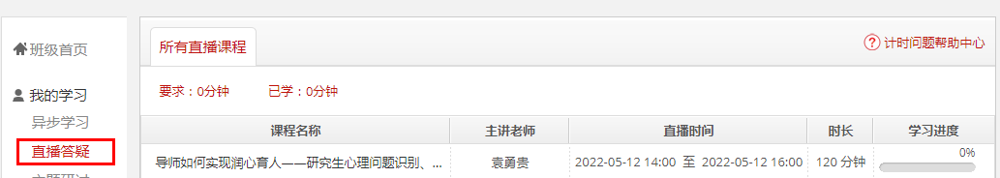 班级首页
我的学习
异步学习
直播答疑
所有直播课程
计时问题帮助中心
要求：0分钟 已学：0分钟
课程名称 主讲老师 直播时间 时长 学习进度
导师如何实现润心育人——研究生心理问题识别、... 袁勇贵 2022-05-12 14:00 至 2022-05-12 16:00 120 分钟 0%